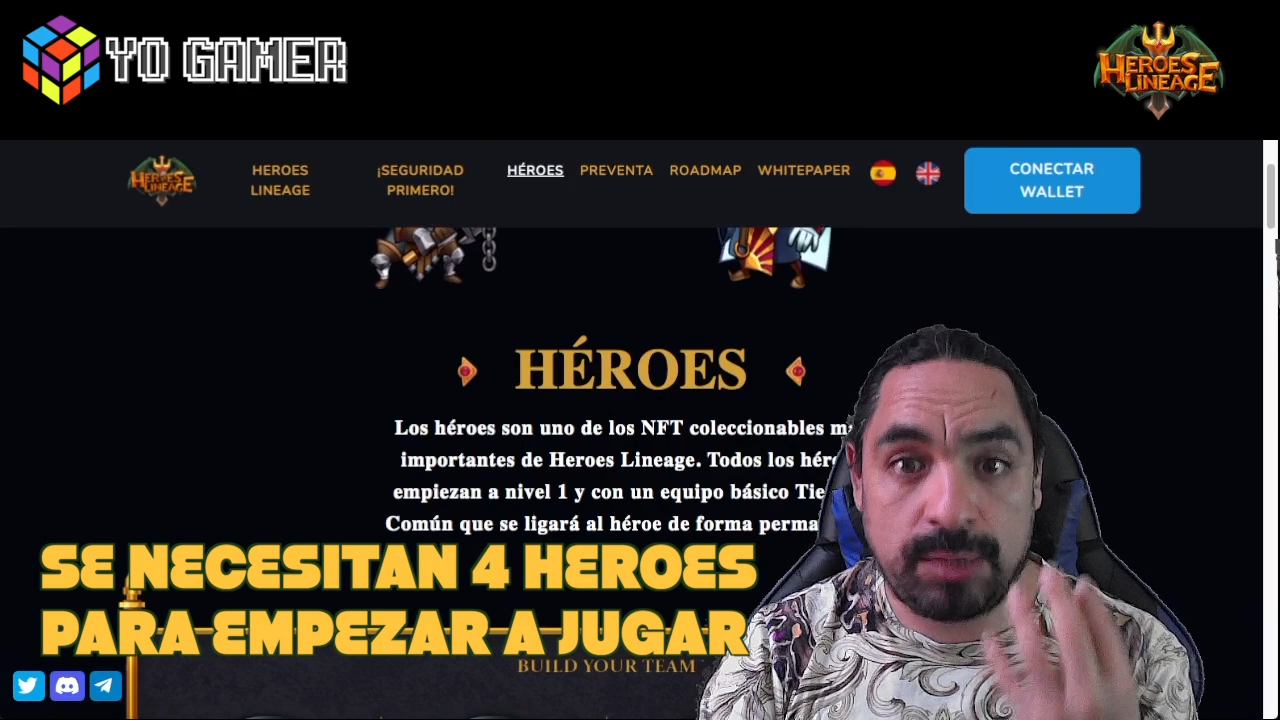 YO GAMER
HEROES
LINEAGE
HEROES
LINEAGE
HEROES
LINEAGE
¡SEGURIDAD
PRIMERO!
HÉROES
PREVENTA
ROADMAP
WHITEPAPER
CONECTAR
WALLET
HÉROES
Los héroes son uno de los NFT coleccionables
importantes de Heroes Lineage. Todos los
empiezan a nivel 1 y con un equipo básico
Común que se ligará al héroe de forma
SE NECESITAN 4 HEROES
PARA EMPEZAR A JUGAR
BUILD YOUR TEAM